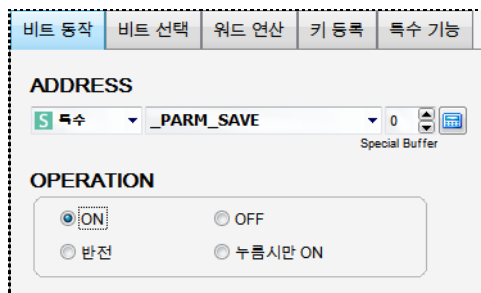 비트 동작 비트 선택 워드 연산 키 등록 특수 기능
ADDRESS
S 특수 _PARM_SAVE 0
Special Buffer
OPERATION
ON OFF
반전 누름시만 ON